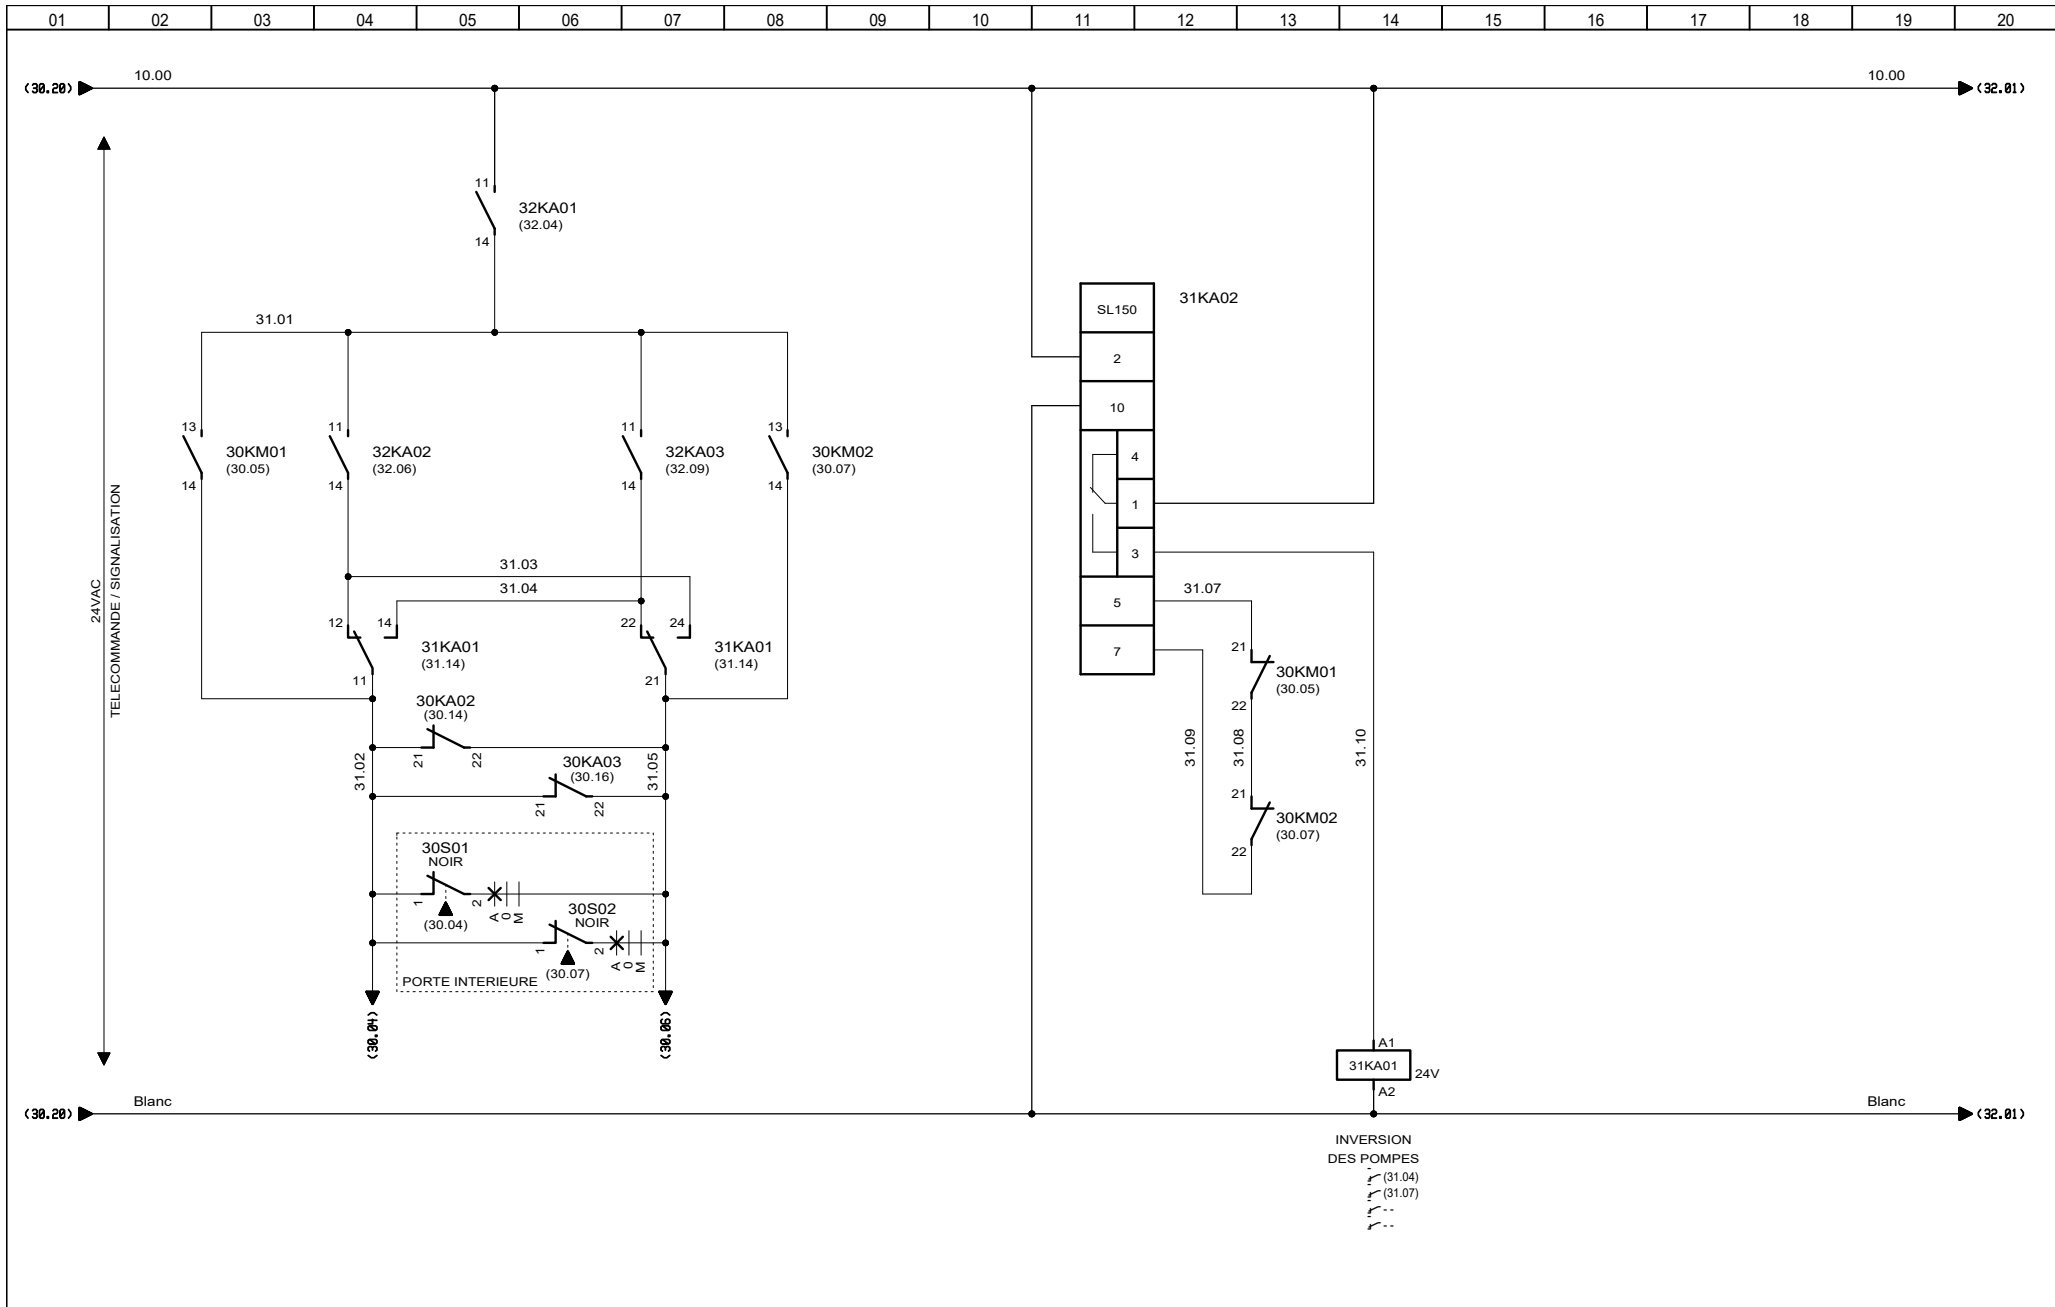 01 02 03 04 05 06 07 08 09 10 11 12 13 14 15 16 17 18 19 20
10.00
10.00
(30.20)
(32.01)
24VAC
TELECOMMANDE / SIGNALISATION
11
32KA01
(32.04)
14
31.01
13
30KM01
(30.05)
14
11
32KA02
(32.06)
14
11
32KA03
(32.09)
14
13
30KM02
(30.07)
14
31.03
31.04
12
14
31KA01
(31.14)
11
22
24
31KA01
(31.14)
21
30KA02
(30.14)
21
22
31.02
31.05
30KA03
(30.16)
21
22
30S01
NOIR
1
2
A
0
M
(30.04)
30S02
NOIR
1
2
A
0
M
(30.07)
PORTE INTERIEURE
(30.04)
(30.06)
SL150
31KA02
2
10
4
1
3
5
7
31.07
21
30KM01
(30.05)
22
31.09
31.08
31.10
21
30KM02
(30.07)
22
A1
31KA01
24V
A2
Blanc
Blanc
(30.20)
(32.01)
INVERSION
DES POMPES
(31.04)
(31.07)
--
--